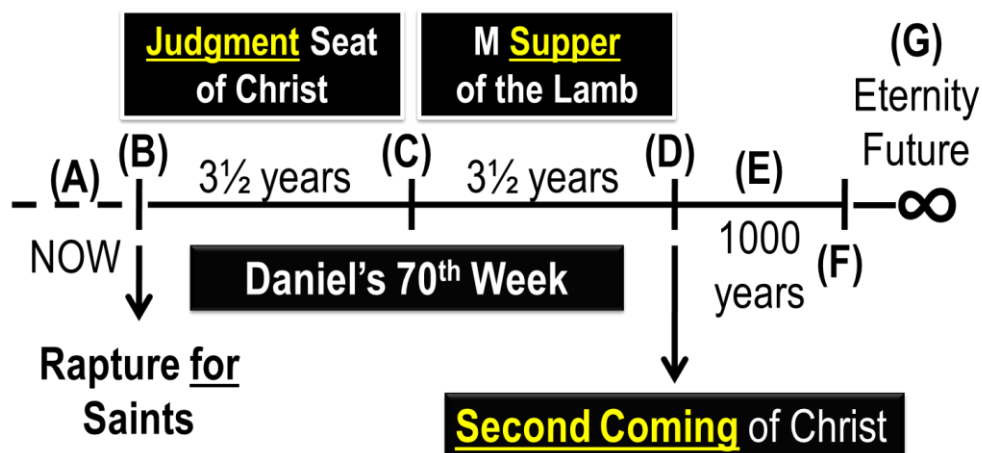 Judgment Seat
of Christ
M Supper
of the Lamb
(G)
Eternity
Future
∞
(A)
(B)
3½ years
(C)
3½ years
(D)
(E)
NOW
Daniel's 70th Week
1000
years
(F)
Rapture for
Saints
Second Coming of Christ